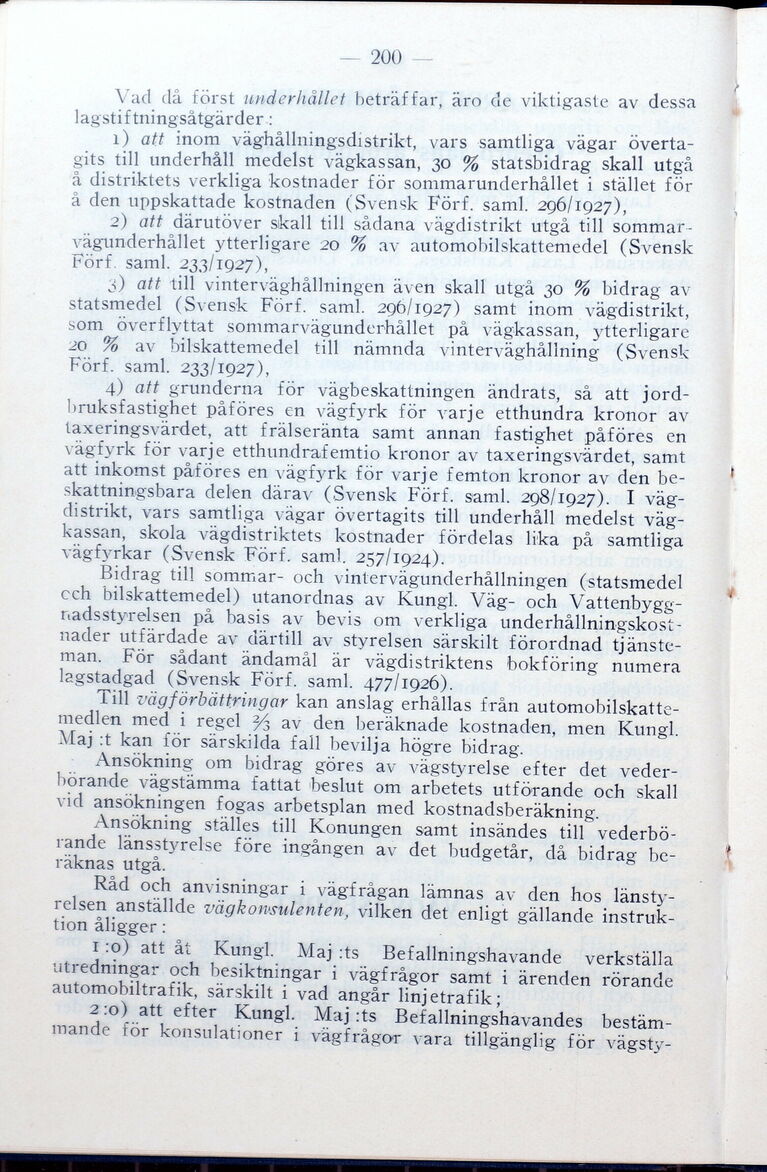 — 200 —
Vad då först underhållet beträffar, äro de viktigaste av dessa
lagstiftningsåtgärder:
1) att inom väghållningsdistrikt, vars samtliga vägar överta-
gits till underhåll medelst vägkassan, 30 % statsbidrag skall utgå
å distriktets verkliga kostnader för sommarunderhållet i stället för
å den uppskattade kostnaden (Svensk Förf. saml. 296/1927),
2) att därutöver skall till sådana vägdistrikt utgå till sommar-
vägunderhållet ytterligare 20 % av automobilskattemedel (Svensk
Förf. saml. 233/1927),
3) att till vinterväghållningen även skall utgå 30 % bidrag av
statsmedel (Svensk Förf. saml. 296/1927) samt inom vägdistrikt,
som överflyttat sommarvägunderhållet på vägkassan, ytterligare
20 % av bilskattemedel till nämnda vinterväghållning (Svensk
Förf. saml. 233/1927),
4) att grunderna för vägbeskattningen ändrats, så att jord-
bruksfastighet påföres en vägfyrk för varje etthundra kronor av
taxeringsvärdet, att frälseränta samt annan fastighet påföres en
vägfyrk för varje etthundrafemtio kronor av taxeringsvärdet, samt
att inkomst påföres en vägfyrk för varje femton kronor av den be-
skattningsbara delen därav (Svensk Förf. saml. 298/1927). I väg-
distrikt, vars samtliga vägar övertagits till underhåll medelst väg-
kassan, skola vägdistriktets kostnader fördelas lika på samtliga
vägfyrkar (Svensk Förf. saml. 257/1924).
Bidrag till sommar- och vintervägunderhållningen (statsmedel
och bilskattemedel) utanordnas av Kungl. Väg- och Vattenbygg-
nadsstyrelsen på basis av bevis om verkliga underhållningskost-
nader utfärdade av därtill av styrelsen särskilt förordnad tjänste-
man. För sådant ändamål är vägdistriktens bokföring numera
lagstadgad (Svensk Förf. saml. 477/1926).
Till vägförbättringar kan anslag erhållas från automobilskatte-
medlen med i regel ⅔ av den beräknade kostnaden, men Kungl.
Maj :t kan för särskilda fall bevilja högre bidrag.
Ansökning om bidrag göres av vägstyrelse efter det veder-
börande vägstämma fattat beslut om arbetets utförande och skall
vid ansökningen fogas arbetsplan med kostnadsberäkning.
Ansökning ställes till Konungen samt insändes till vederbö-
rande länsstyrelse före ingången av det budgetår, då bidrag be-
räknas utgå.
Råd och anvisningar i vägfrågan lämnas av den hos länsty-
relsen anställde vägkonsulenten, vilken det enligt gällande instruk-
tion åligger:
1:o) att åt Kungl. Maj :ts Befallningshavande verkställa
utredningar och besiktningar i vägfrågor samt i ärenden rörande
automobiltrafik, särskilt i vad angår linjetrafik;
2:o) att efter Kungl. Maj :ts Befallningshavandes bestäm-
mande för konsulationer i vägfrågor vara tillgänglig för vägsty-